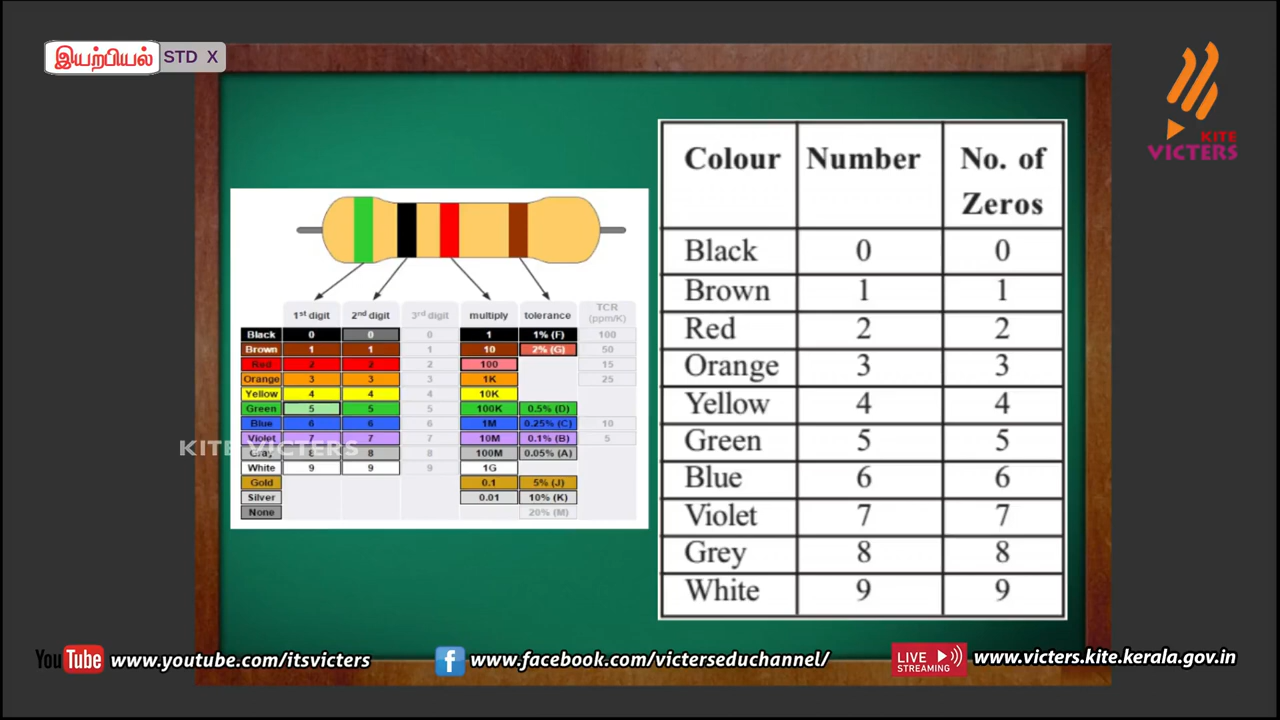 இயற்பியல் STD X
KITE
VICTERS
1st digit 2nd digit 3rd digit multiply tolerance TCR (ppm/K)
Black 0 0 0 1 1% (F) 100
Brown 1 1 1 10 2% (G) 50
Red 2 2 2 100 15
Orange 3 3 3 1K 25
Yellow 4 4 4 10K
Green 5 5 5 100K 0.5% (D)
Blue 6 6 6 1M 0.25% (C) 10
Violet 7 7 7 10M 0.1% (B) 5
Gray 8 8 8 100M 0.05% (A)
White 9 9 9 1G
Gold 0.1 5% (J)
Silver 0.01 10% (K)
None 20% (M)
KITE VICTERS
Colour Number No. of
Zeros
Black 0 0
Brown 1 1
Red 2 2
Orange 3 3
Yellow 4 4
Green 5 5
Blue 6 6
Violet 7 7
Grey 8 8
White 9 9
YouTube www.youtube.com/itsvicters
f www.facebook.com/victerseduchannel/
LIVE
STREAMING
www.victers.kite.kerala.gov.in